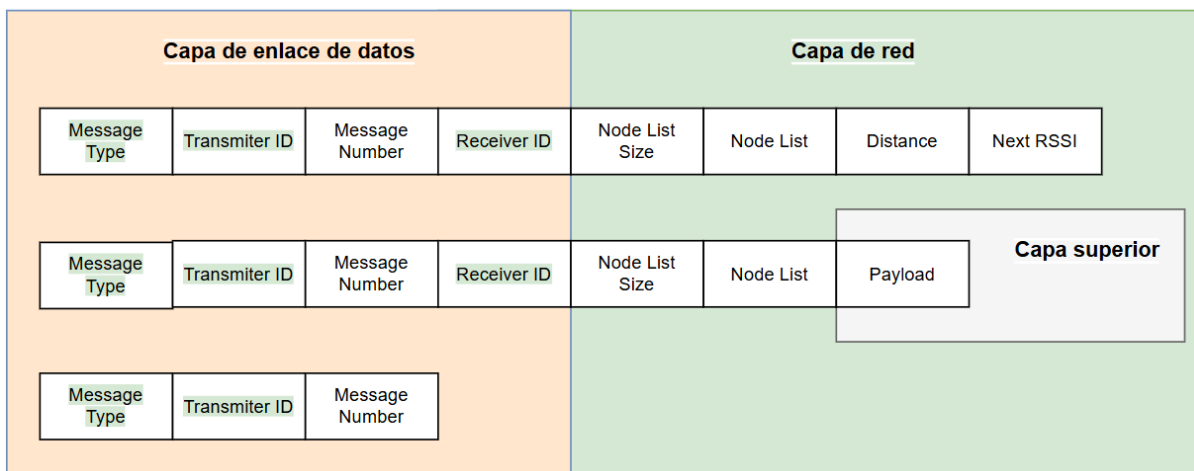 Capa de enlace de datos
Capa de red
Message
Type
Transmiter ID
Message
Number
Receiver ID
Node List
Size
Node List
Distance
Next RSSI
Capa superior
Message
Type
Transmiter ID
Message
Number
Receiver ID
Node List
Size
Node List
Payload
Message
Type
Transmiter ID
Message
Number